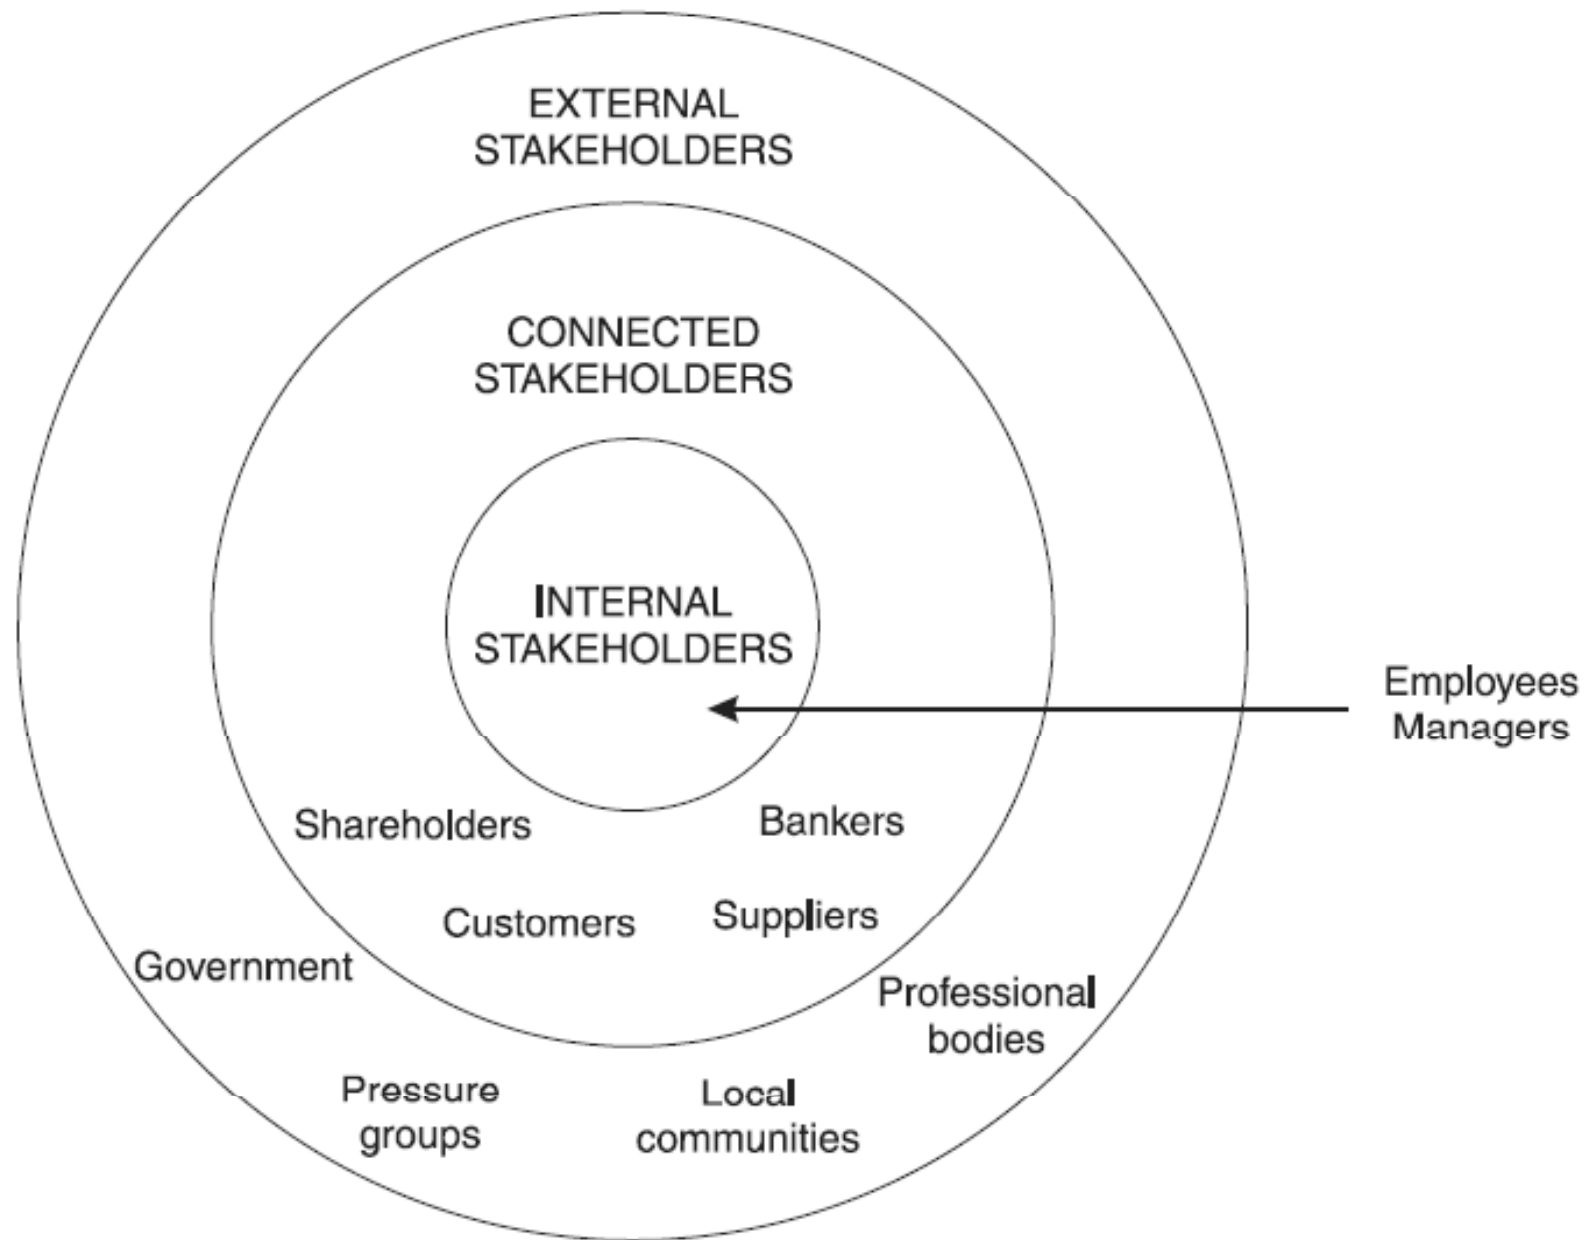 EXTERNAL
STAKEHOLDERS
CONNECTED
STAKEHOLDERS
INTERNAL
STAKEHOLDERS
Employees
Managers
Shareholders
Bankers
Customers
Suppliers
Government
Professional
bodies
Pressure
groups
Local
communities